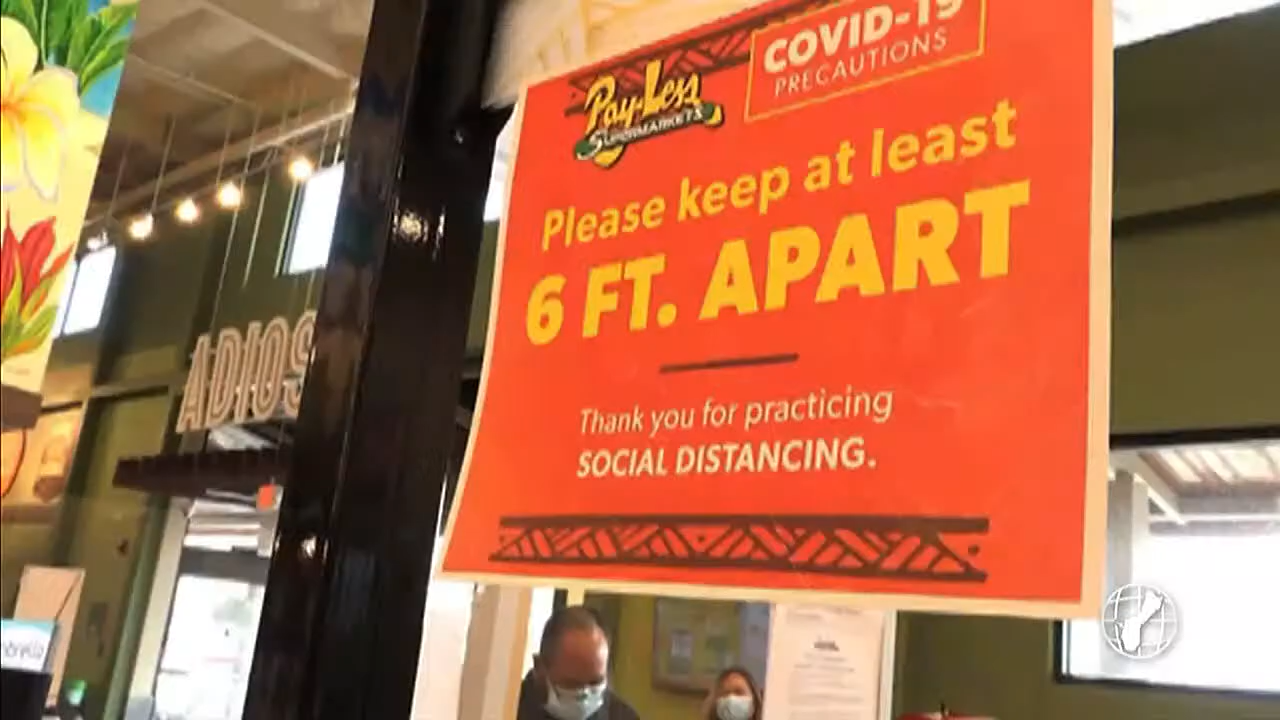 COVID-19
PRECAUTIONS
Pay-Less
SUPERMARKETS
Please keep at least
6 FT. APART
Thank you for practicing
SOCIAL DISTANCING.
ADIOS